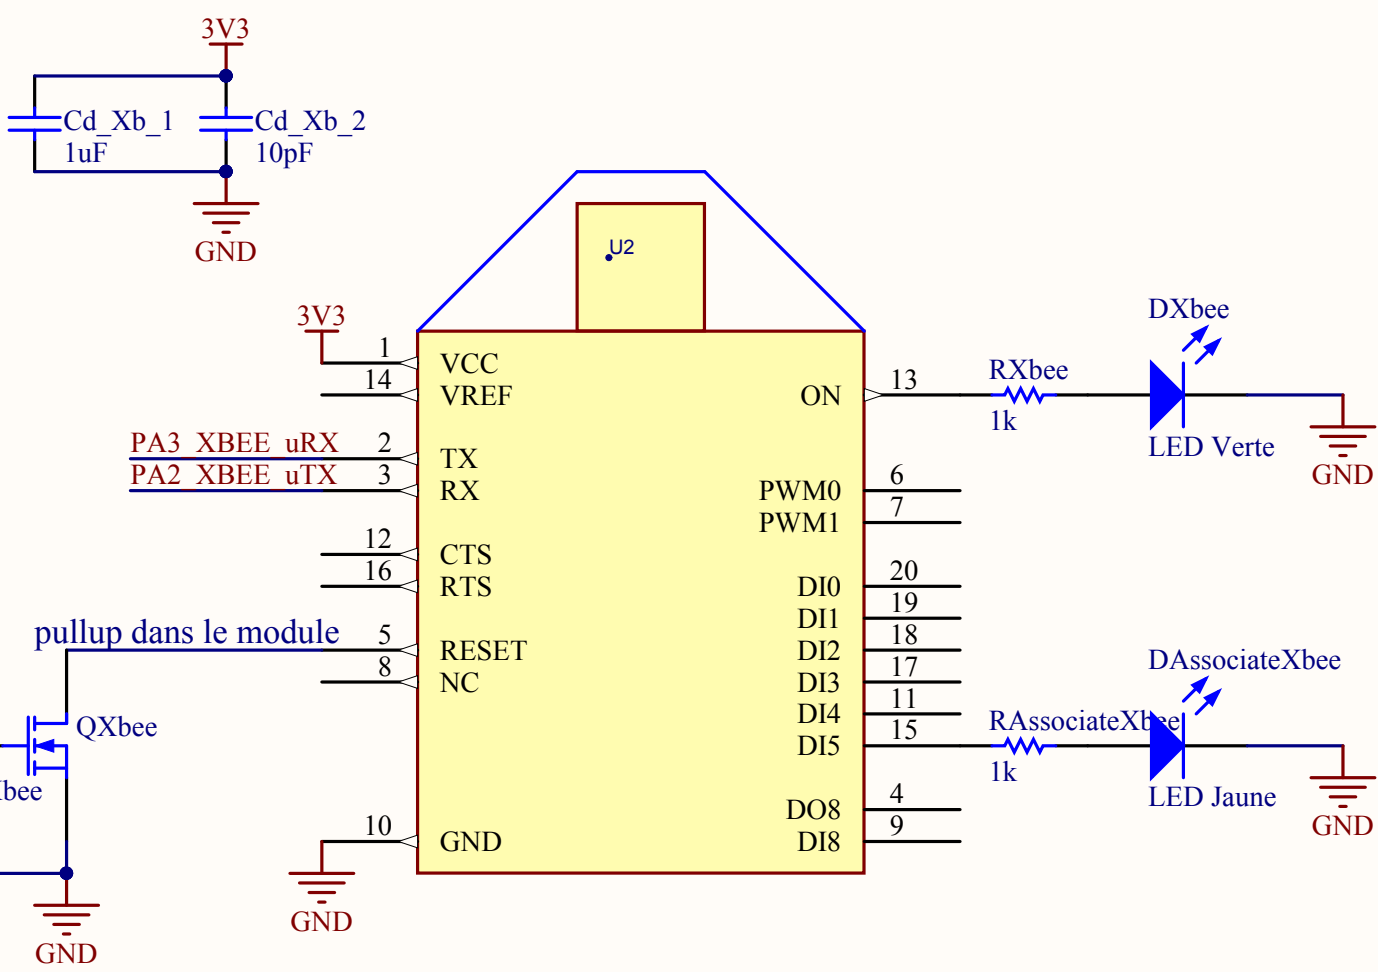 3V3
Cd_Xb_1
1uF
Cd_Xb_2
10pF
GND
U2
3V3
1
VCC
14
VREF
PA3_XBEE_uRX
2
TX
PA2_XBEE_uTX
3
RX
12
CTS
16
RTS
pullup dans le module
5
RESET
8
NC
QXbee
bee
10
GND
GND
GND
ON
13
RXbee
1k
DXbee
LED Verte
GND
PWM0
6
PWM1
7
DI0
20
DI1
19
DI2
18
DI3
17
DI4
11
DI5
15
RAssociateXbee
1k
DAssociateXbee
LED Jaune
GND
DO8
4
DI8
9